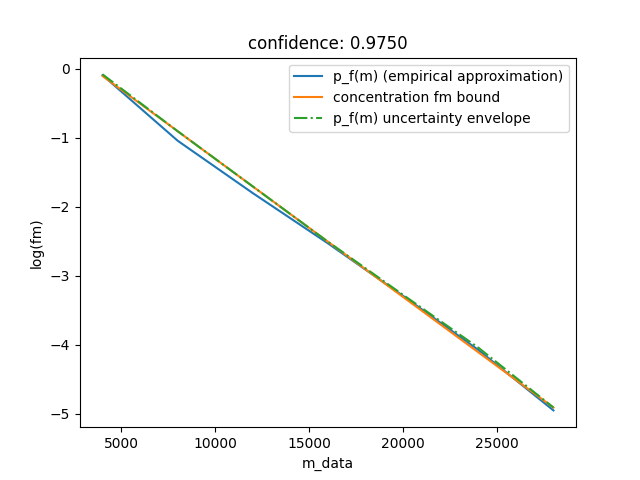 confidence: 0.9750
p_f(m) (empirical approximation)
concentration fm bound
p_f(m) uncertainty envelope
log(fm)
0
−1
−2
−3
−4
−5
5000 10000 15000 20000 25000
m_data